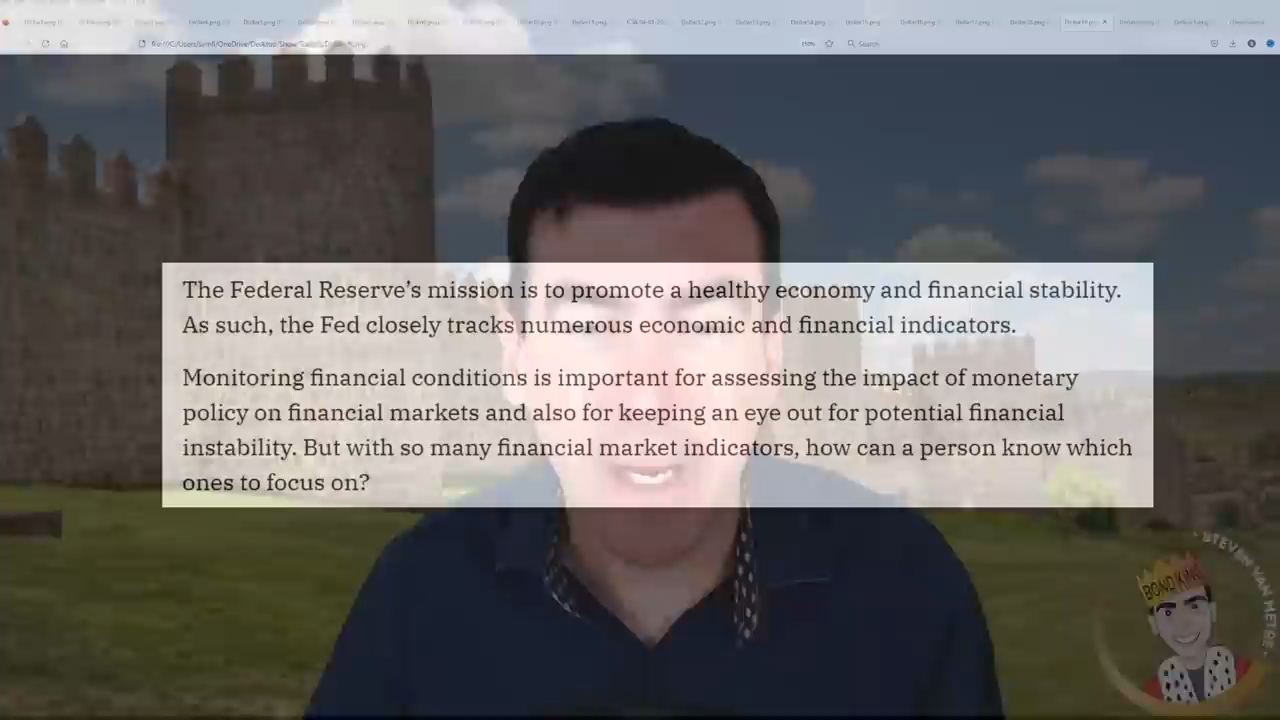 Search
The Federal Reserve’s mission is to promote a healthy economy and financial stability.
As such, the Fed closely tracks numerous economic and financial indicators.
Monitoring financial conditions is important for assessing the impact of monetary
policy on financial markets and also for keeping an eye out for potential financial
instability. But with so many financial market indicators, how can a person know which
ones to focus on?
· STEVEN VAN METRE ·
BOND KING